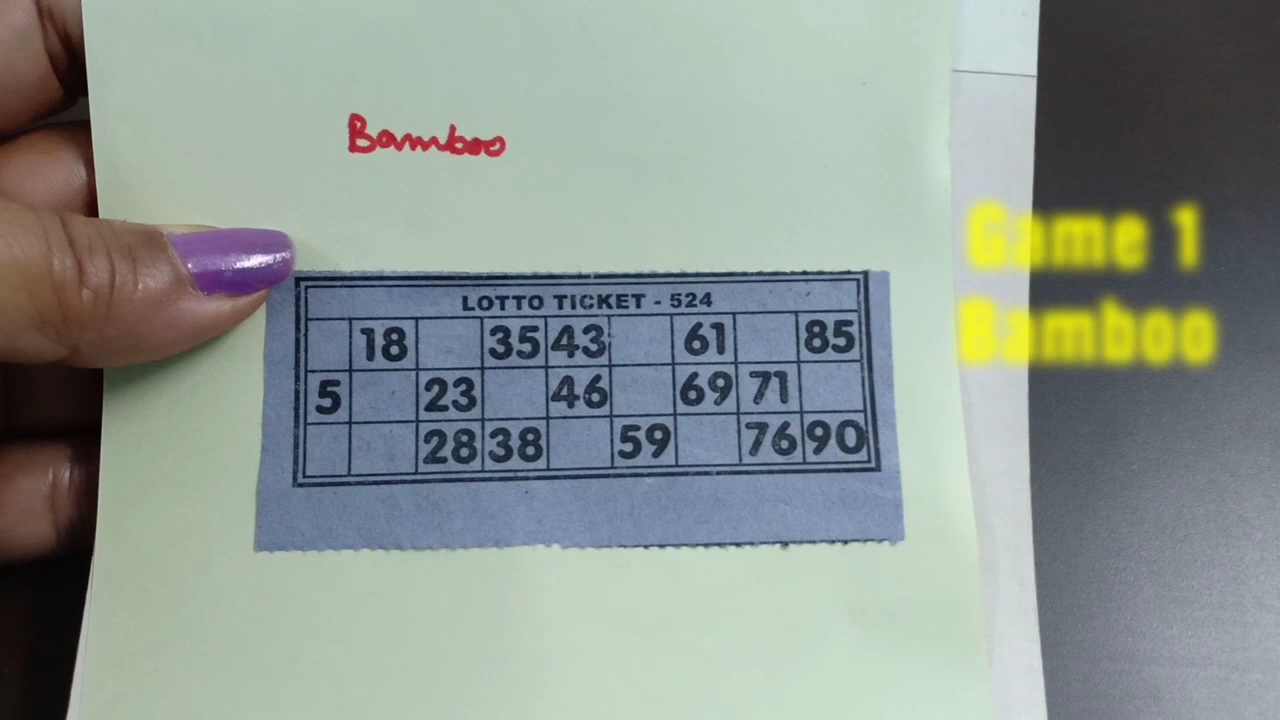 Bamboo
LOTTO TICKET - 524
18 35 43 61 85
5 23 46 69 71
28 38 59 76 90
Game 1
Bamboo